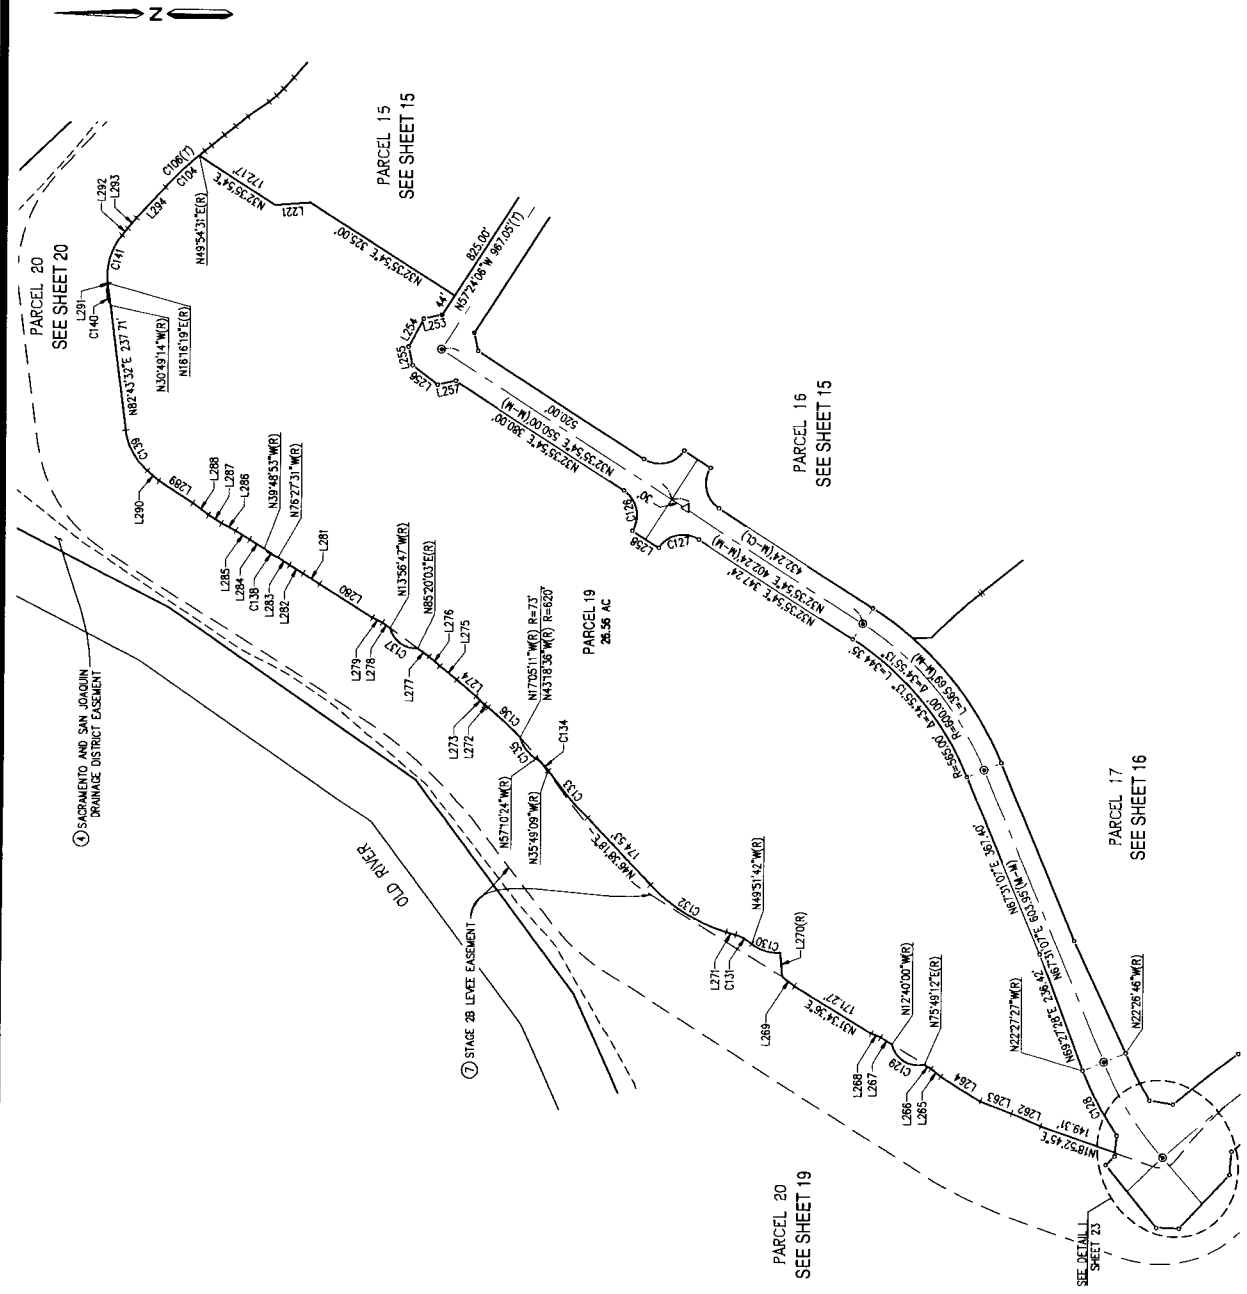 Z
PARCEL 15
SEE SHEET 15
PARCEL 20
SEE SHEET 20
C106(T)
C104
L292
L293
L294
N49°54'31"E(R)
172.17'
N32°35'54"E
L221
N32°35'54"E 325.00'
C141
L291
C140
N30°49'14"W(R)
N16°16'19"E(R)
N82°43'32"E 237.71'
825.00'
N57°24'06"W 967.05'(T)
44'
L253
L254
L255
L256
L257
C139
L290
L289
L288
L287
L286
N39°48'53"W(R)
N76°27'31"W(R)
L285
L284
C138
L283
L282
L281
L280
520.00'
N32°35'54"E 550.00'(M-M)
N32°35'54"E 380.00'
PARCEL 16
SEE SHEET 15
30'
C126
L258
C127
L279
L278
C137
N13°56'47"W(R)
N85°20'03"E(R)
L277
L276
L275
L274
432.24'(M-CL)
N32°35'54"E 402.24'(M-M)
N32°35'54"E 347.24'
PARCEL 19
26.56 AC
N17°05'11"W(R) R=73'
N43°18'36"W(R) R=620'
④ SACRAMENTO AND SAN JOAQUIN
DRAINAGE DISTRICT EASEMENT
L273
L272
C136
C135
C134
N57°10'24"W(R)
N35°49'09"W(R)
C133
L=365.69'(M-M)
R=600.00' Δ=34°55'13"
R=565.00' Δ=34°55'13" L=344.35'
OLD RIVER
N46°38'18"E
174.53'
PARCEL 17
SEE SHEET 16
⑦ STAGE 2B LEVEE EASEMENT
C132
N49°51'42"W(R)
L271
C131
C130
L270(R)
N67°31'07"E 367.40'
N67°31'07"E 603.95'(M-M)
L269
171.27'
N31°34'36"E
N12°40'00"W(R)
N75°49'12"E(R)
N22°27'27"W(R)
N69°27'28"E 236.42'
N22°26'46"W(R)
L268
L267
C129
L266
L265
L264
L263
L262
C128
149.31'
N18°52'45"E
PARCEL 20
SEE SHEET 19
SEE DETAIL L
SHEET 23